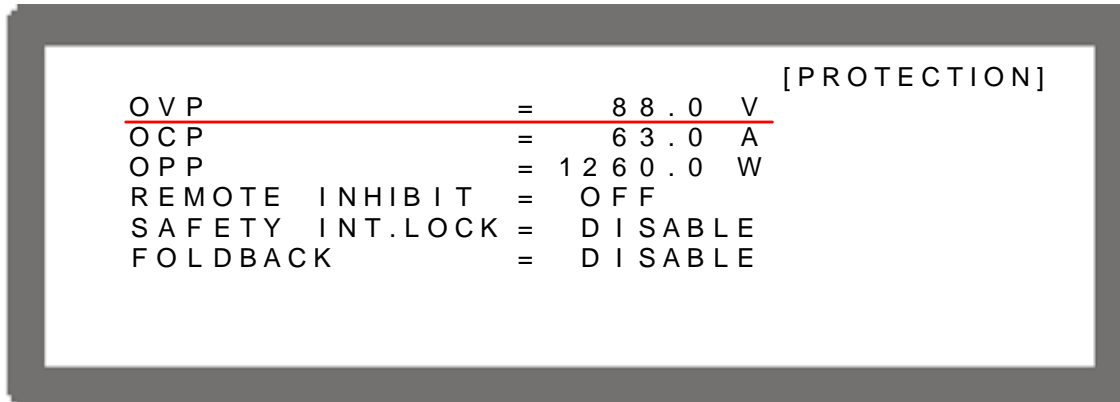 [PROTECTION]
OVP = 88.0 V
OCP = 63.0 A
OPP = 1260.0 W
REMOTE INHIBIT = OFF
SAFETY INT.LOCK = DISABLE
FOLDBACK = DISABLE